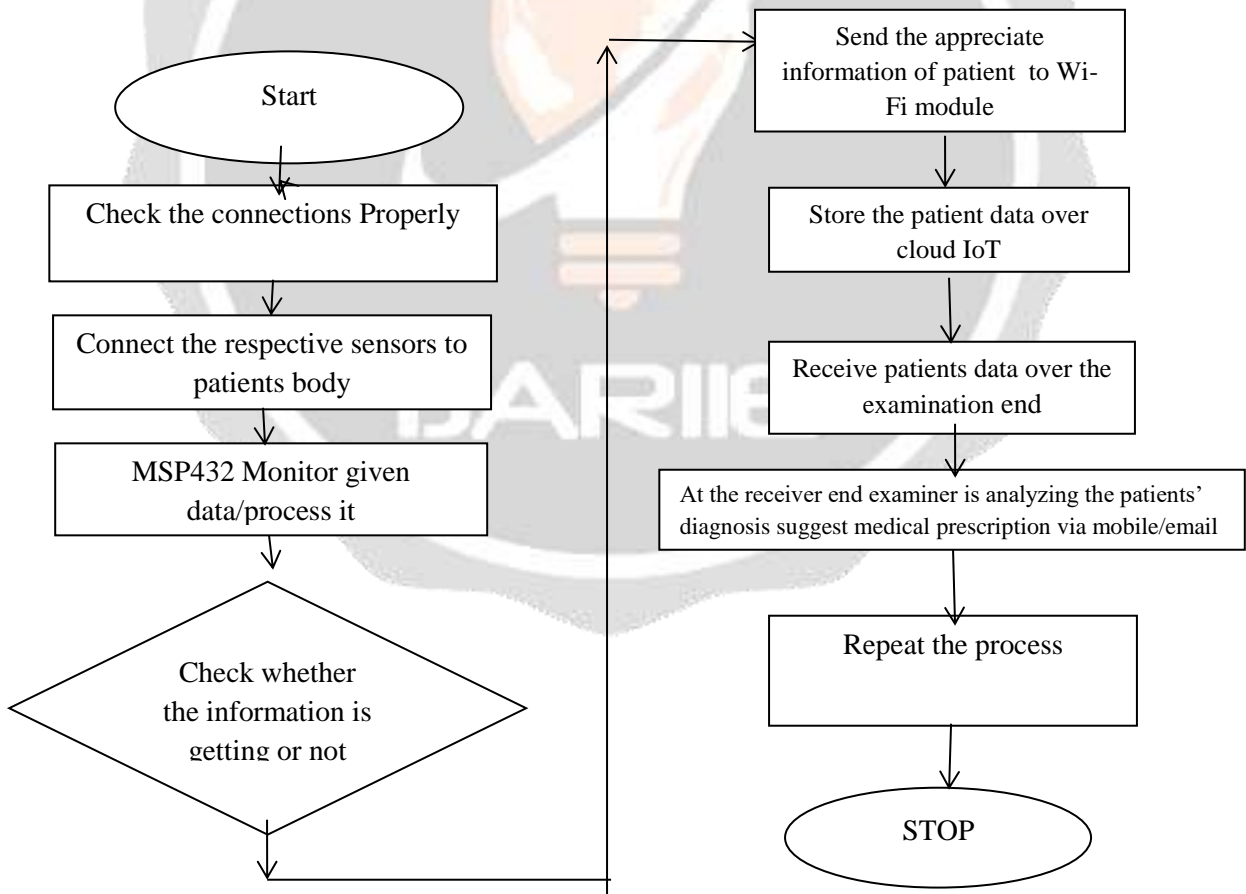 Start
Check the connections Properly
Connect the respective sensors to
patients body
MSP432 Monitor given
data/process it
Check whether
the information is
getting or not
Send the appreciate
information of patient to Wi-
Fi module
Store the patient data over
cloud IoT
Receive patients data over the
examination end
At the receiver end examiner is analyzing the patients’
diagnosis suggest medical prescription via mobile/email
Repeat the process
STOP